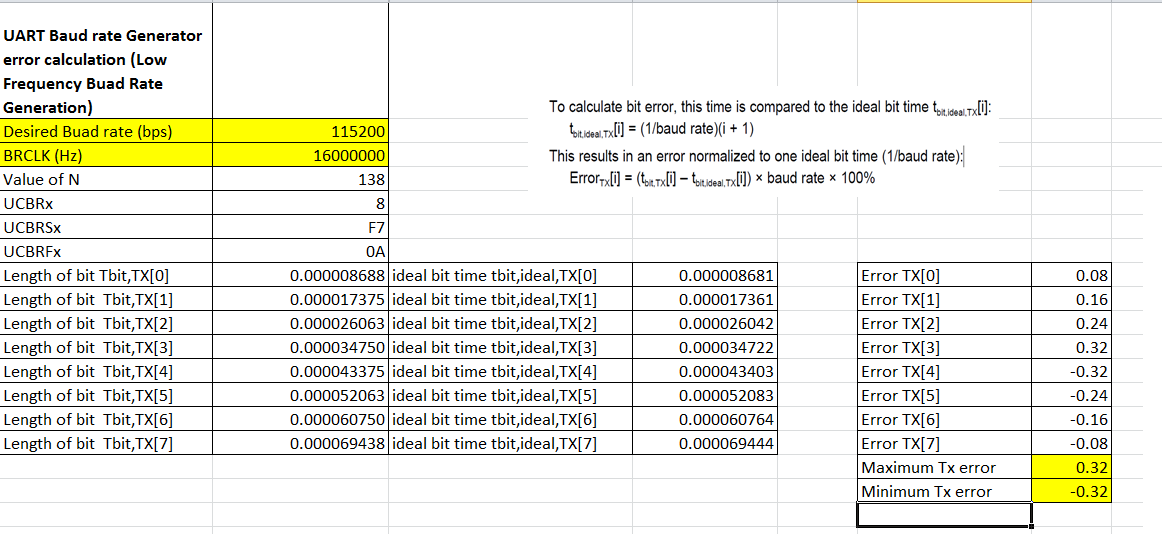 UART Baud rate Generator
error calculation (Low
Frequency Buad Rate
Generation)
To calculate bit error, this time is compared to the ideal bit time tbit,ideal,TX[i]:
tbit,ideal,TX[i] = (1/baud rate)(i + 1)
This results in an error normalized to one ideal bit time (1/baud rate):
ErrorTX[i] = (tbit,TX[i] – tbit,ideal,TX[i]) × baud rate × 100%
Desired Buad rate (bps) 115200
BRCLK (Hz) 16000000
Value of N 138
UCBRx 8
UCBRSx F7
UCBRFx 0A
Length of bit Tbit,TX[0] 0.000008688 ideal bit time tbit,ideal,TX[0] 0.000008681 Error TX[0] 0.08
Length of bit Tbit,TX[1] 0.000017375 ideal bit time tbit,ideal,TX[1] 0.000017361 Error TX[1] 0.16
Length of bit Tbit,TX[2] 0.000026063 ideal bit time tbit,ideal,TX[2] 0.000026042 Error TX[2] 0.24
Length of bit Tbit,TX[3] 0.000034750 ideal bit time tbit,ideal,TX[3] 0.000034722 Error TX[3] 0.32
Length of bit Tbit,TX[4] 0.000043375 ideal bit time tbit,ideal,TX[4] 0.000043403 Error TX[4] -0.32
Length of bit Tbit,TX[5] 0.000052063 ideal bit time tbit,ideal,TX[5] 0.000052083 Error TX[5] -0.24
Length of bit Tbit,TX[6] 0.000060750 ideal bit time tbit,ideal,TX[6] 0.000060764 Error TX[6] -0.16
Length of bit Tbit,TX[7] 0.000069438 ideal bit time tbit,ideal,TX[7] 0.000069444 Error TX[7] -0.08
Maximum Tx error 0.32
Minimum Tx error -0.32